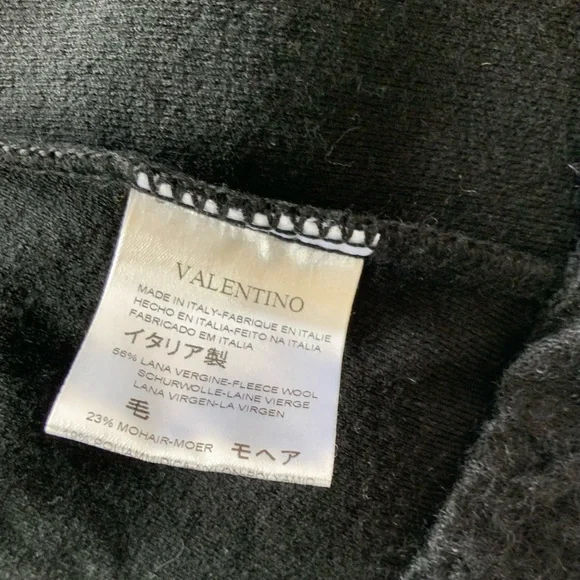 VALENTINO
MADE IN ITALY-FABRIQUE EN ITALIE
HECHO EN ITALIA-FEITO NA ITALIA
FABRICADO EM ITALIA
イタリア製
66% LANA VERGINE-FLEECE WOOL
SCHURWOLLE-LAINE VIERGE
LANA VIRGEN-LA VIRGEN
毛
23% MOHAIR-MOER モヘア